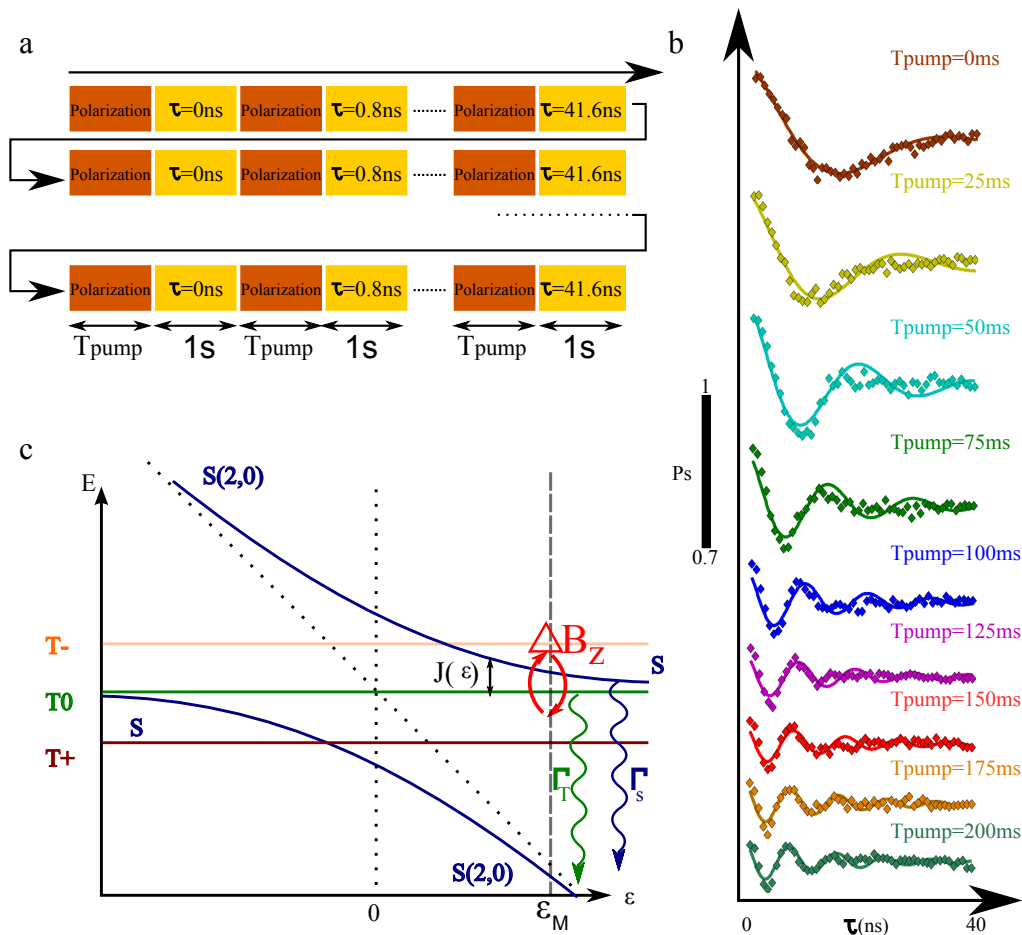 a
Polarization τ=0ns Polarization τ=0.8ns ........ Polarization τ=41.6ns
Polarization τ=0ns Polarization τ=0.8ns ........ Polarization τ=41.6ns
Polarization τ=0ns Polarization τ=0.8ns ........ Polarization τ=41.6ns
Tpump 1s Tpump 1s Tpump 1s
b
Tpump=0ms
Tpump=25ms
Tpump=50ms
Tpump=75ms
Tpump=100ms
Tpump=125ms
Tpump=150ms
Tpump=175ms
Tpump=200ms
1
Ps
0.7
0 τ(ns) 40
c
E
S(2,0)
T-
T0
T+
S
J(ε)
△Bz
S
ΓT
Γs
S(2,0)
0
εM
ε